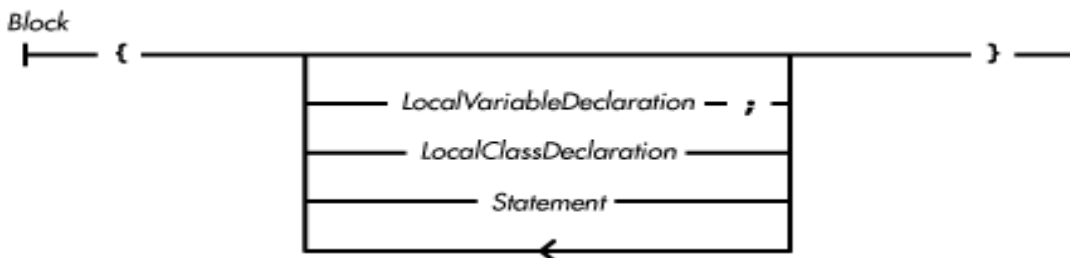 Block
{ }
LocalVariableDeclaration ;
LocalClassDeclaration
Statement